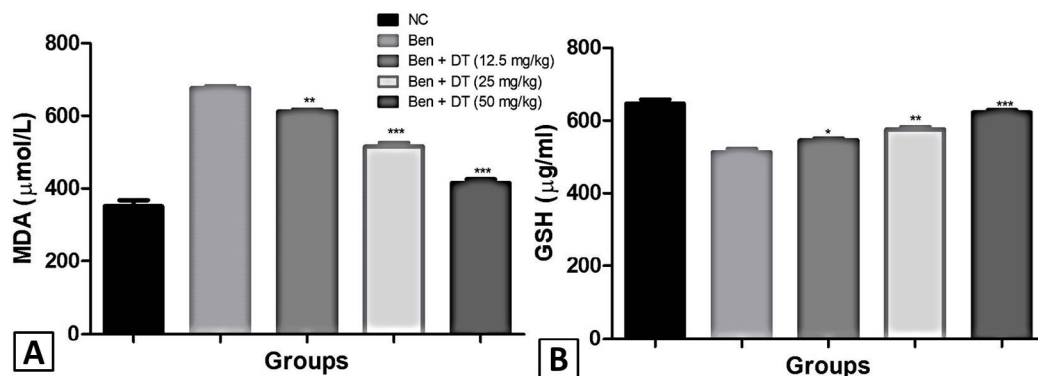 NC
Ben
Ben + DT (12.5 mg/kg)
Ben + DT (25 mg/kg)
Ben + DT (50 mg/kg)
MDA (µmol/L)
800
600
400
200
0
**
***
***
Groups
A
GSH (µg/ml)
800
600
400
200
0
*
**
***
Groups
B